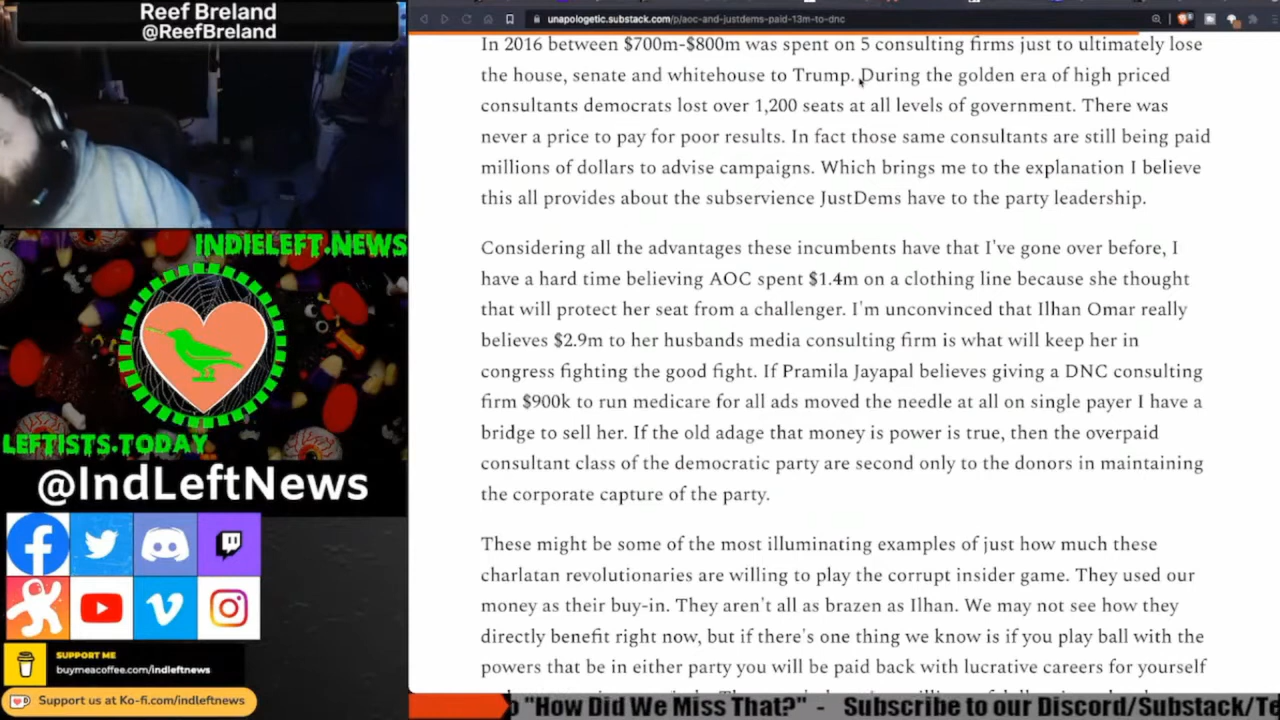 Reef Breland
@ReefBreland
INDIELEFT.NEWS
LEFTISTS.TODAY
@IndLeftNews
SUPPORT ME
buymeacoffee.com/indleftnews
Support us at Ko-fi.com/indleftnews
unapologetic.substack.com/p/aoc-and-justdems-paid-13m-to-dnc
In 2016 between $700m-$800m was spent on 5 consulting firms just to ultimately lose
the house, senate and whitehouse to Trump. During the golden era of high priced
consultants democrats lost over 1,200 seats at all levels of government. There was
never a price to pay for poor results. In fact those same consultants are still being paid
millions of dollars to advise campaigns. Which brings me to the explanation I believe
this all provides about the subservience JustDems have to the party leadership.
Considering all the advantages these incumbents have that I've gone over before, I
have a hard time believing AOC spent $1.4m on a clothing line because she thought
that will protect her seat from a challenger. I'm unconvinced that Ilhan Omar really
believes $2.9m to her husbands media consulting firm is what will keep her in
congress fighting the good fight. If Pramila Jayapal believes giving a DNC consulting
firm $900k to run medicare for all ads moved the needle at all on single payer I have a
bridge to sell her. If the old adage that money is power is true, then the overpaid
consultant class of the democratic party are second only to the donors in maintaining
the corporate capture of the party.
These might be some of the most illuminating examples of just how much these
charlatan revolutionaries are willing to play the corrupt insider game. They used our
money as their buy-in. They aren't all as brazen as Ilhan. We may not see how they
directly benefit right now, but if there's one thing we know is if you play ball with the
powers that be in either party you will be paid back with lucrative careers for yourself
"How Did We Miss That?" - Subscribe to our Discord/Substack/Te